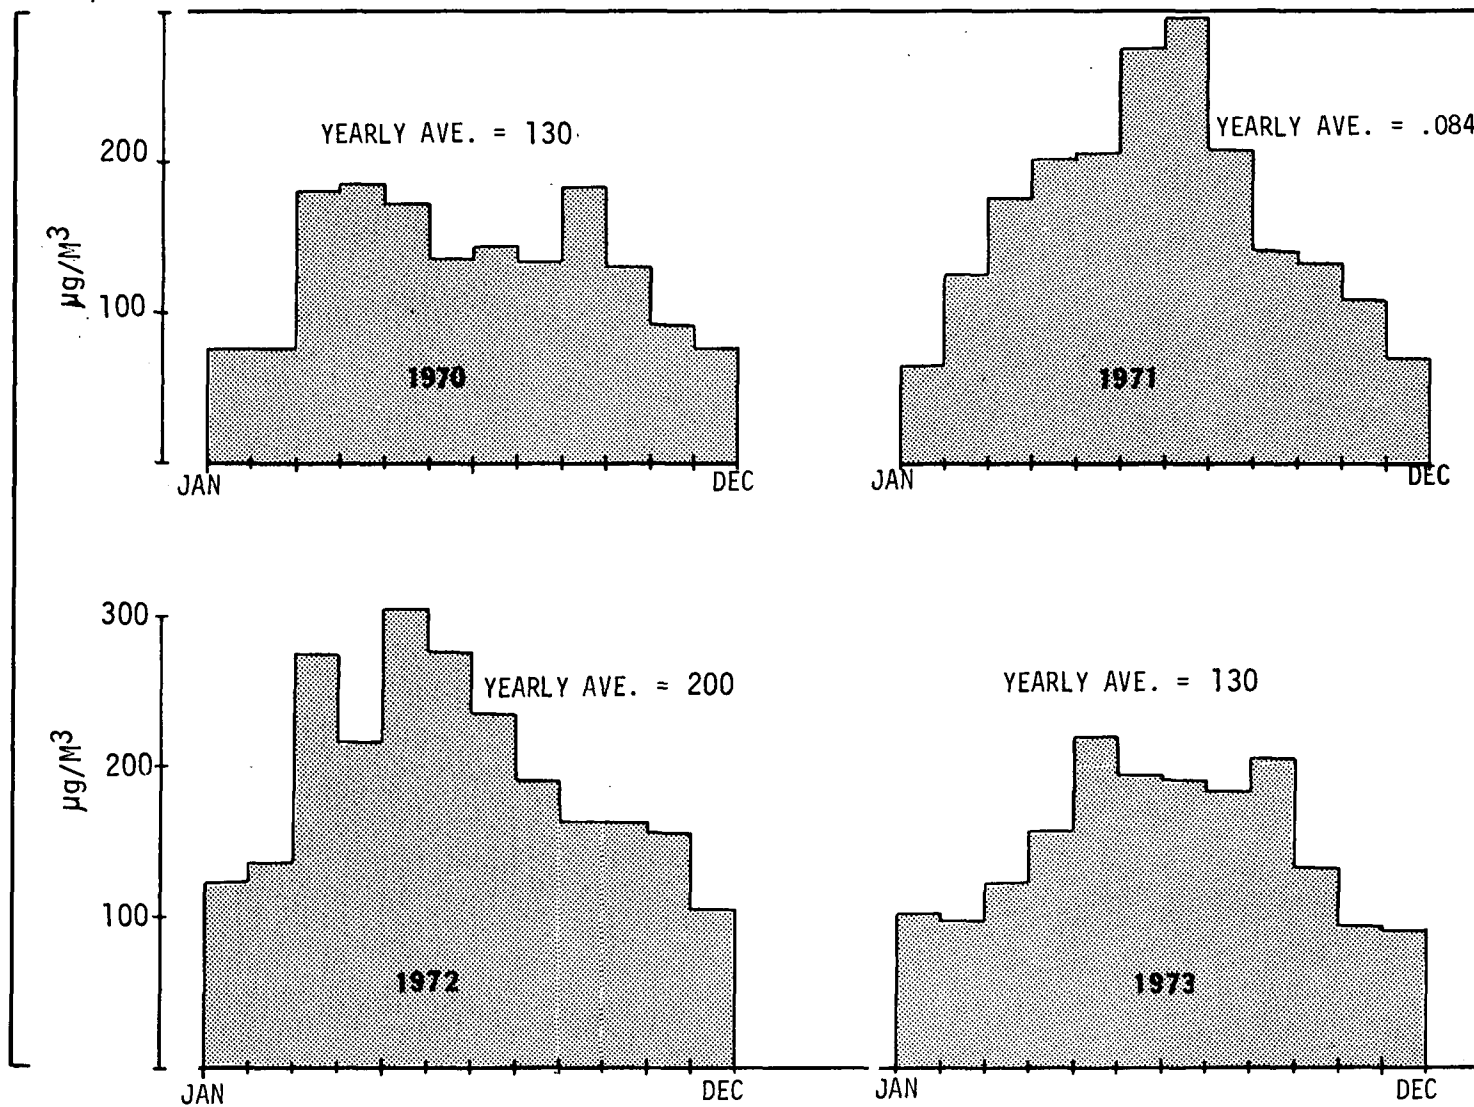 YEARLY AVE. = 130
YEARLY AVE. = .084
200
100
µg/M³
1970
1971
JAN
DEC
JAN
DEC
300
200
100
µg/M³
YEARLY AVE. = 200
YEARLY AVE. = 130
1972
1973
JAN
DEC
JAN
DEC